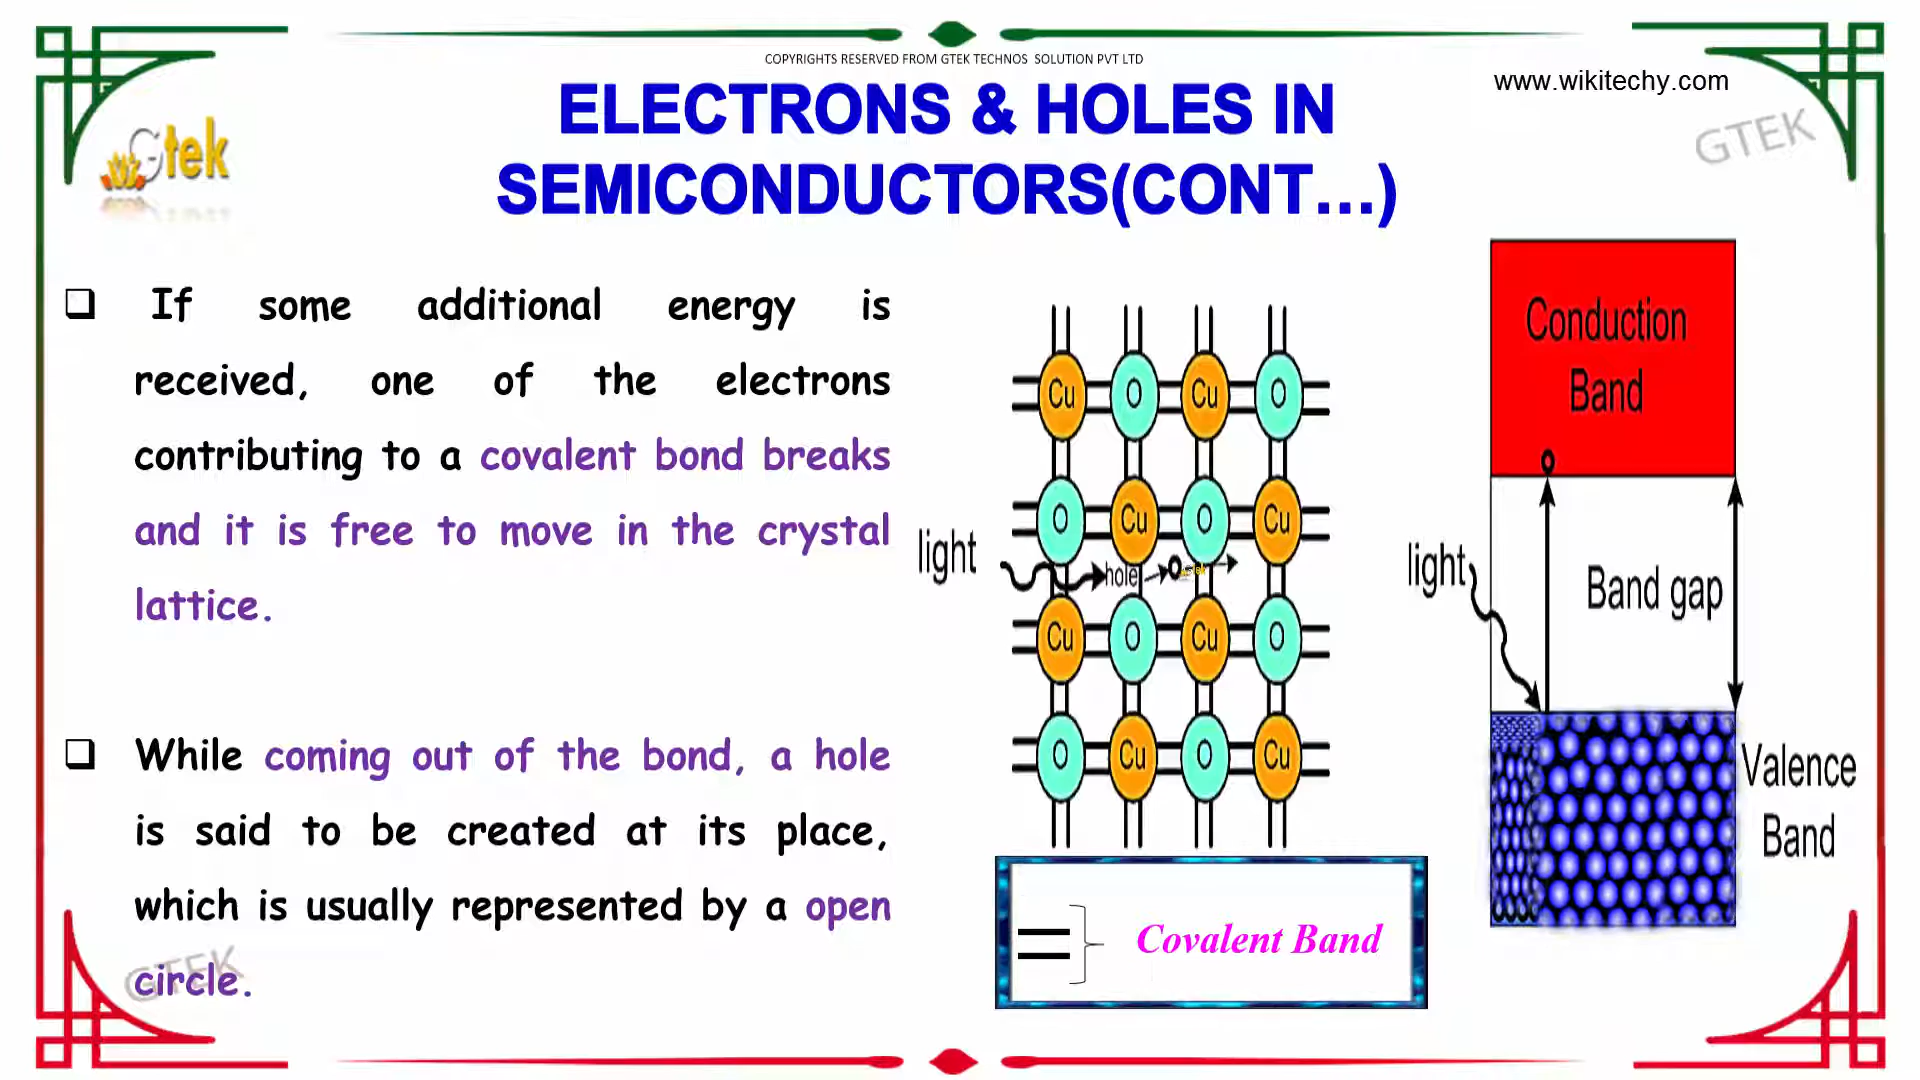 COPYRIGHTS RESERVED FROM GTEK TECHNOS SOLUTION PVT LTD
www.wikitechy.com
ELECTRONS & HOLES IN
SEMICONDUCTORS(CONT...)
Gtek
GTEK
❑ If some additional energy is
received, one of the electrons
contributing to a covalent bond breaks
and it is free to move in the crystal
lattice.
❑ While coming out of the bond, a hole
is said to be created at its place,
which is usually represented by a open
circle.
GTEK
Cu O Cu O
O Cu O Cu
light
hole
Cu O Cu O
O Cu O Cu
= Covalent Band
Conduction
Band
light
Band gap
Valence
Band